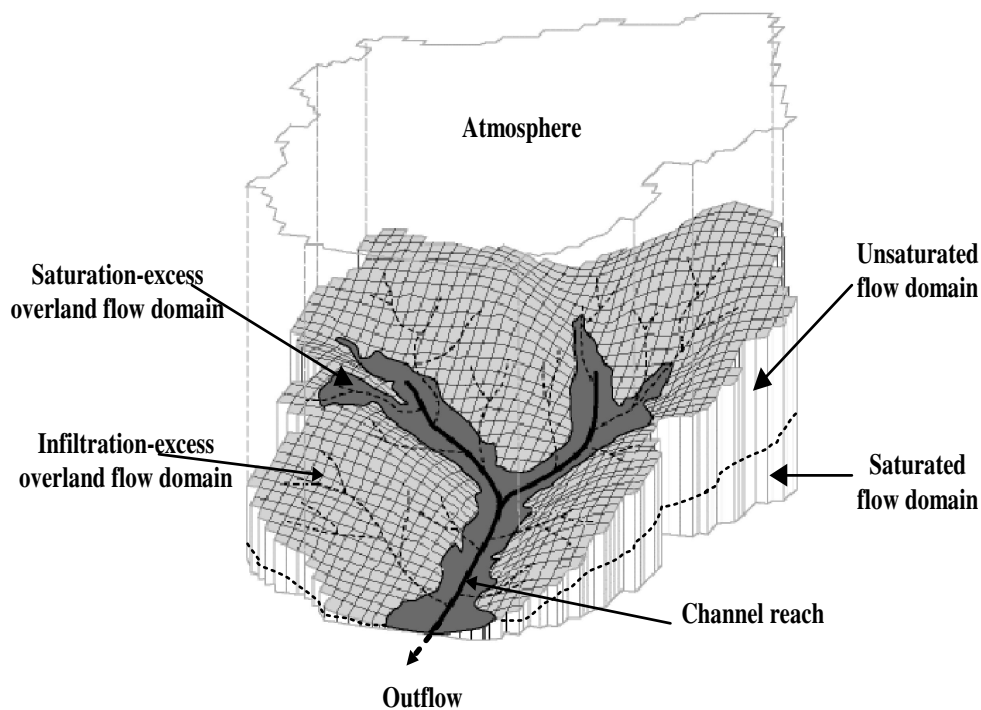 Atmosphere
Saturation-excess
overland flow domain
Unsaturated
flow domain
Infiltration-excess
overland flow domain
Saturated
flow domain
Channel reach
Outflow